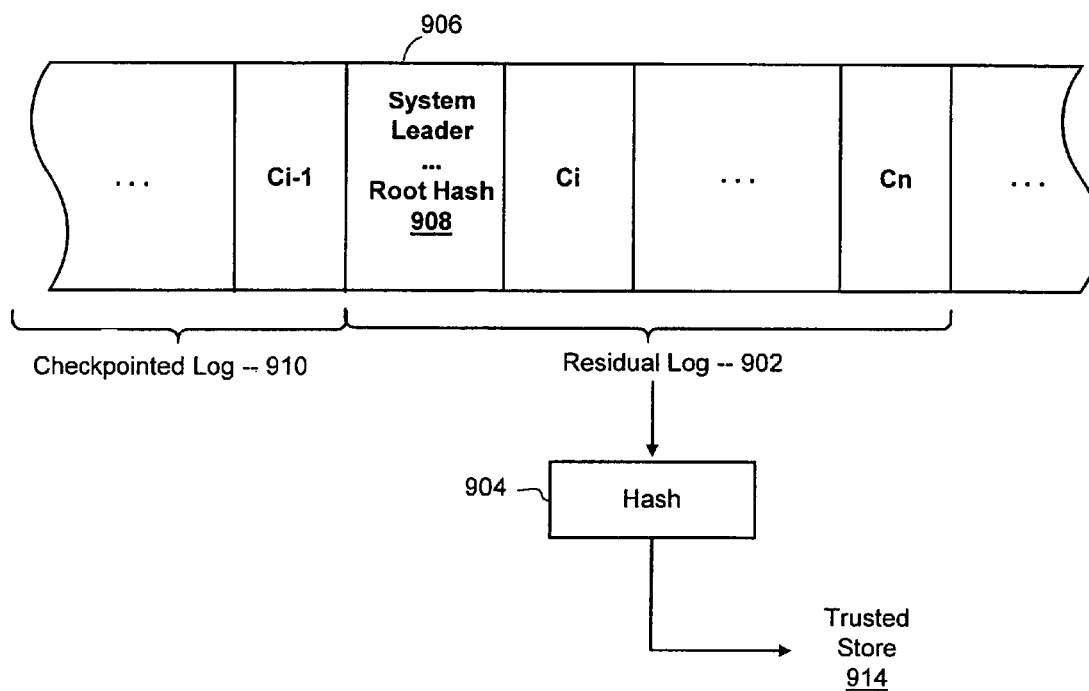 906
System
Leader
...
Root Hash
908
. . .
Ci-1
Ci
. . .
Cn
. . .
Checkpointed Log -- 910
Residual Log -- 902
904
Hash
Trusted
Store
914